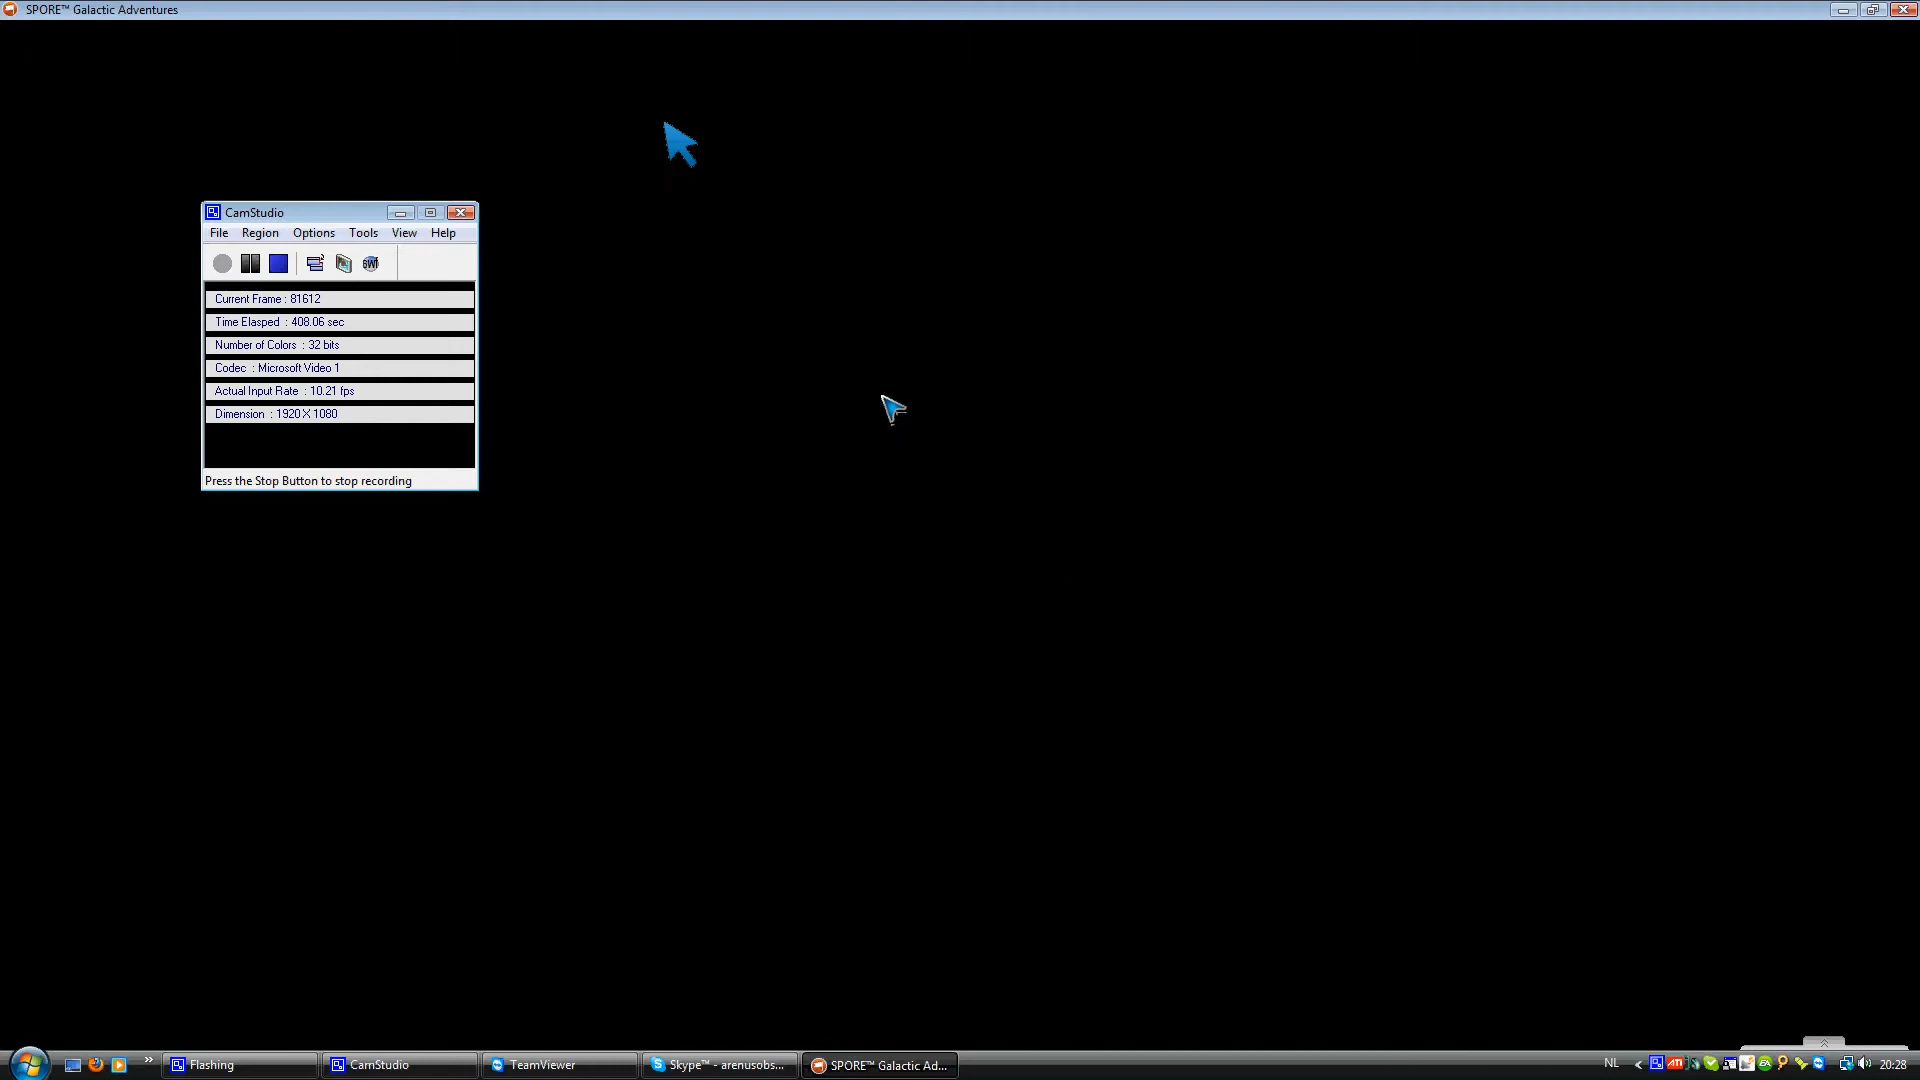 SPORE™ Galactic Adventures
CamStudio
File Region Options Tools View Help
Current Frame : 81612
Time Elasped : 408.06 sec
Number of Colors : 32 bits
Codec : Microsoft Video 1
Actual Input Rate : 10.21 fps
Dimension : 1920 X 1080
Press the Stop Button to stop recording
Flashing CamStudio TeamViewer Skype™ - arenusobs... SPORE™ Galactic Ad... NL ATI EA 20:28